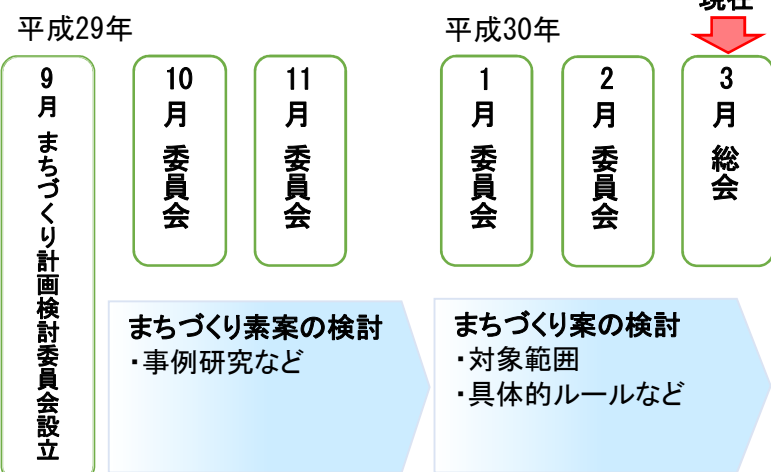 現在
平成29年
平成30年
9月 まちづくり計画検討委員会設立
10月 委員会
11月 委員会
1月 委員会
2月 委員会
3月 総会
まちづくり素案の検討
・事例研究など
まちづくり案の検討
・対象範囲
・具体的ルールなど